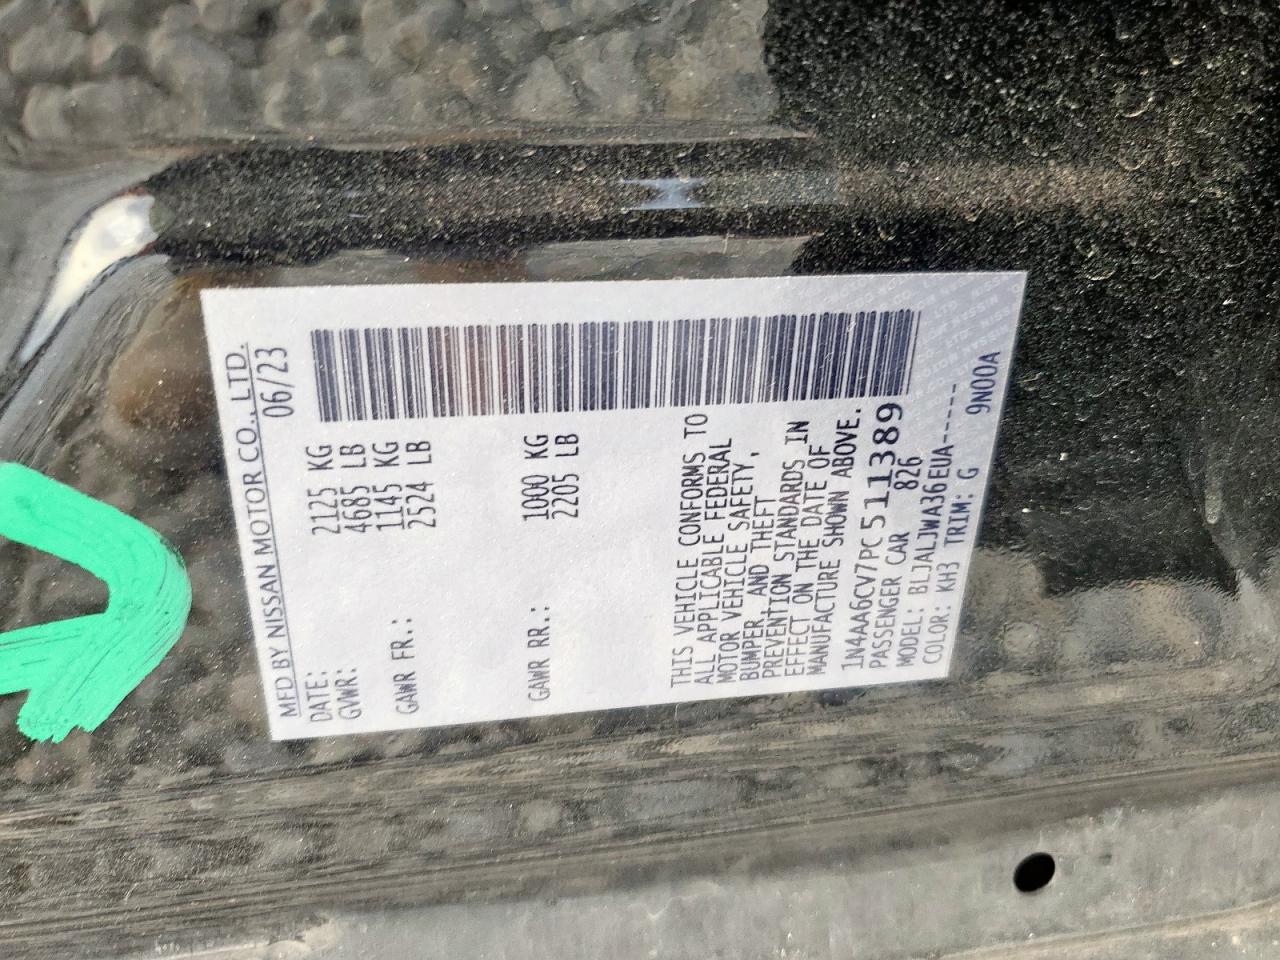 MFD BY NISSAN MOTOR CO., LTD.
DATE: 06/23
GVWR: 2125 KG
4685 LB
GAWR FR.: 1145 KG
2524 LB
GAWR RR.: 1000 KG
2205 LB
THIS VEHICLE CONFORMS TO
ALL APPLICABLE FEDERAL
MOTOR VEHICLE SAFETY,
BUMPER, AND THEFT
PREVENTION STANDARDS IN
EFFECT ON THE DATE OF
MANUFACTURE SHOWN ABOVE.
1N4AA6CV7PC511389
PASSENGER CAR 826
MODEL: BLJALJWA36EUA-----
COLOR: KH3 TRIM: G 9N00A